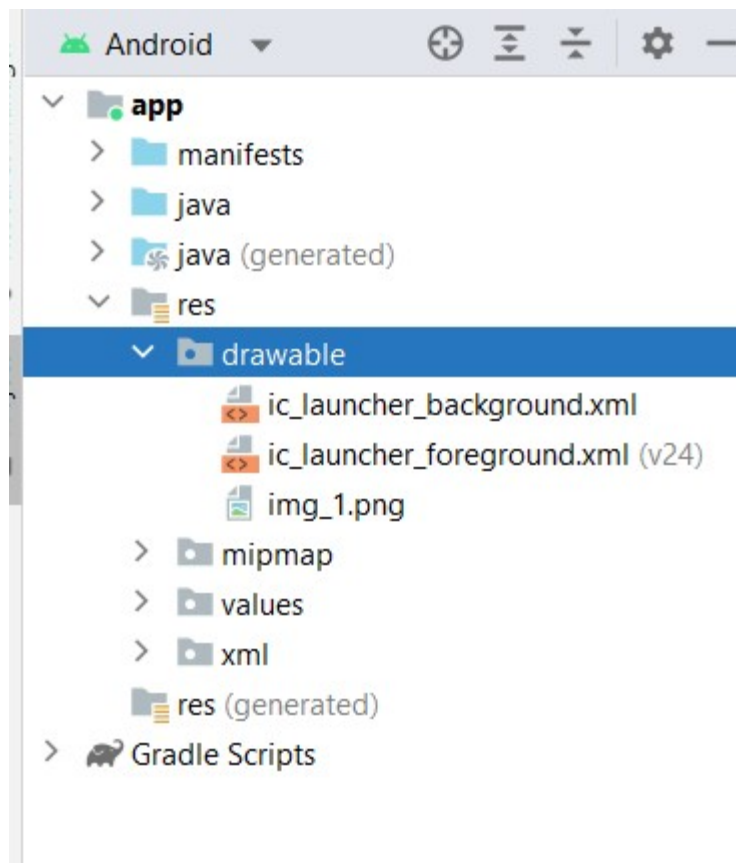 Android
app
manifests
java
java (generated)
res
drawable
ic_launcher_background.xml
ic_launcher_foreground.xml (v24)
img_1.png
mipmap
values
xml
res (generated)
Gradle Scripts